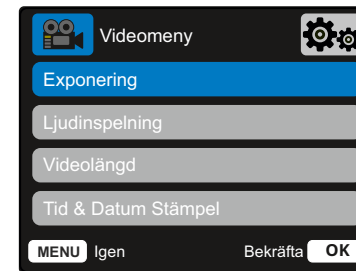 Videomeny
Exponering
Ljudinspelning
Videolängd
Tid & Datum Stämpel
MENU Igen Bekräfta OK